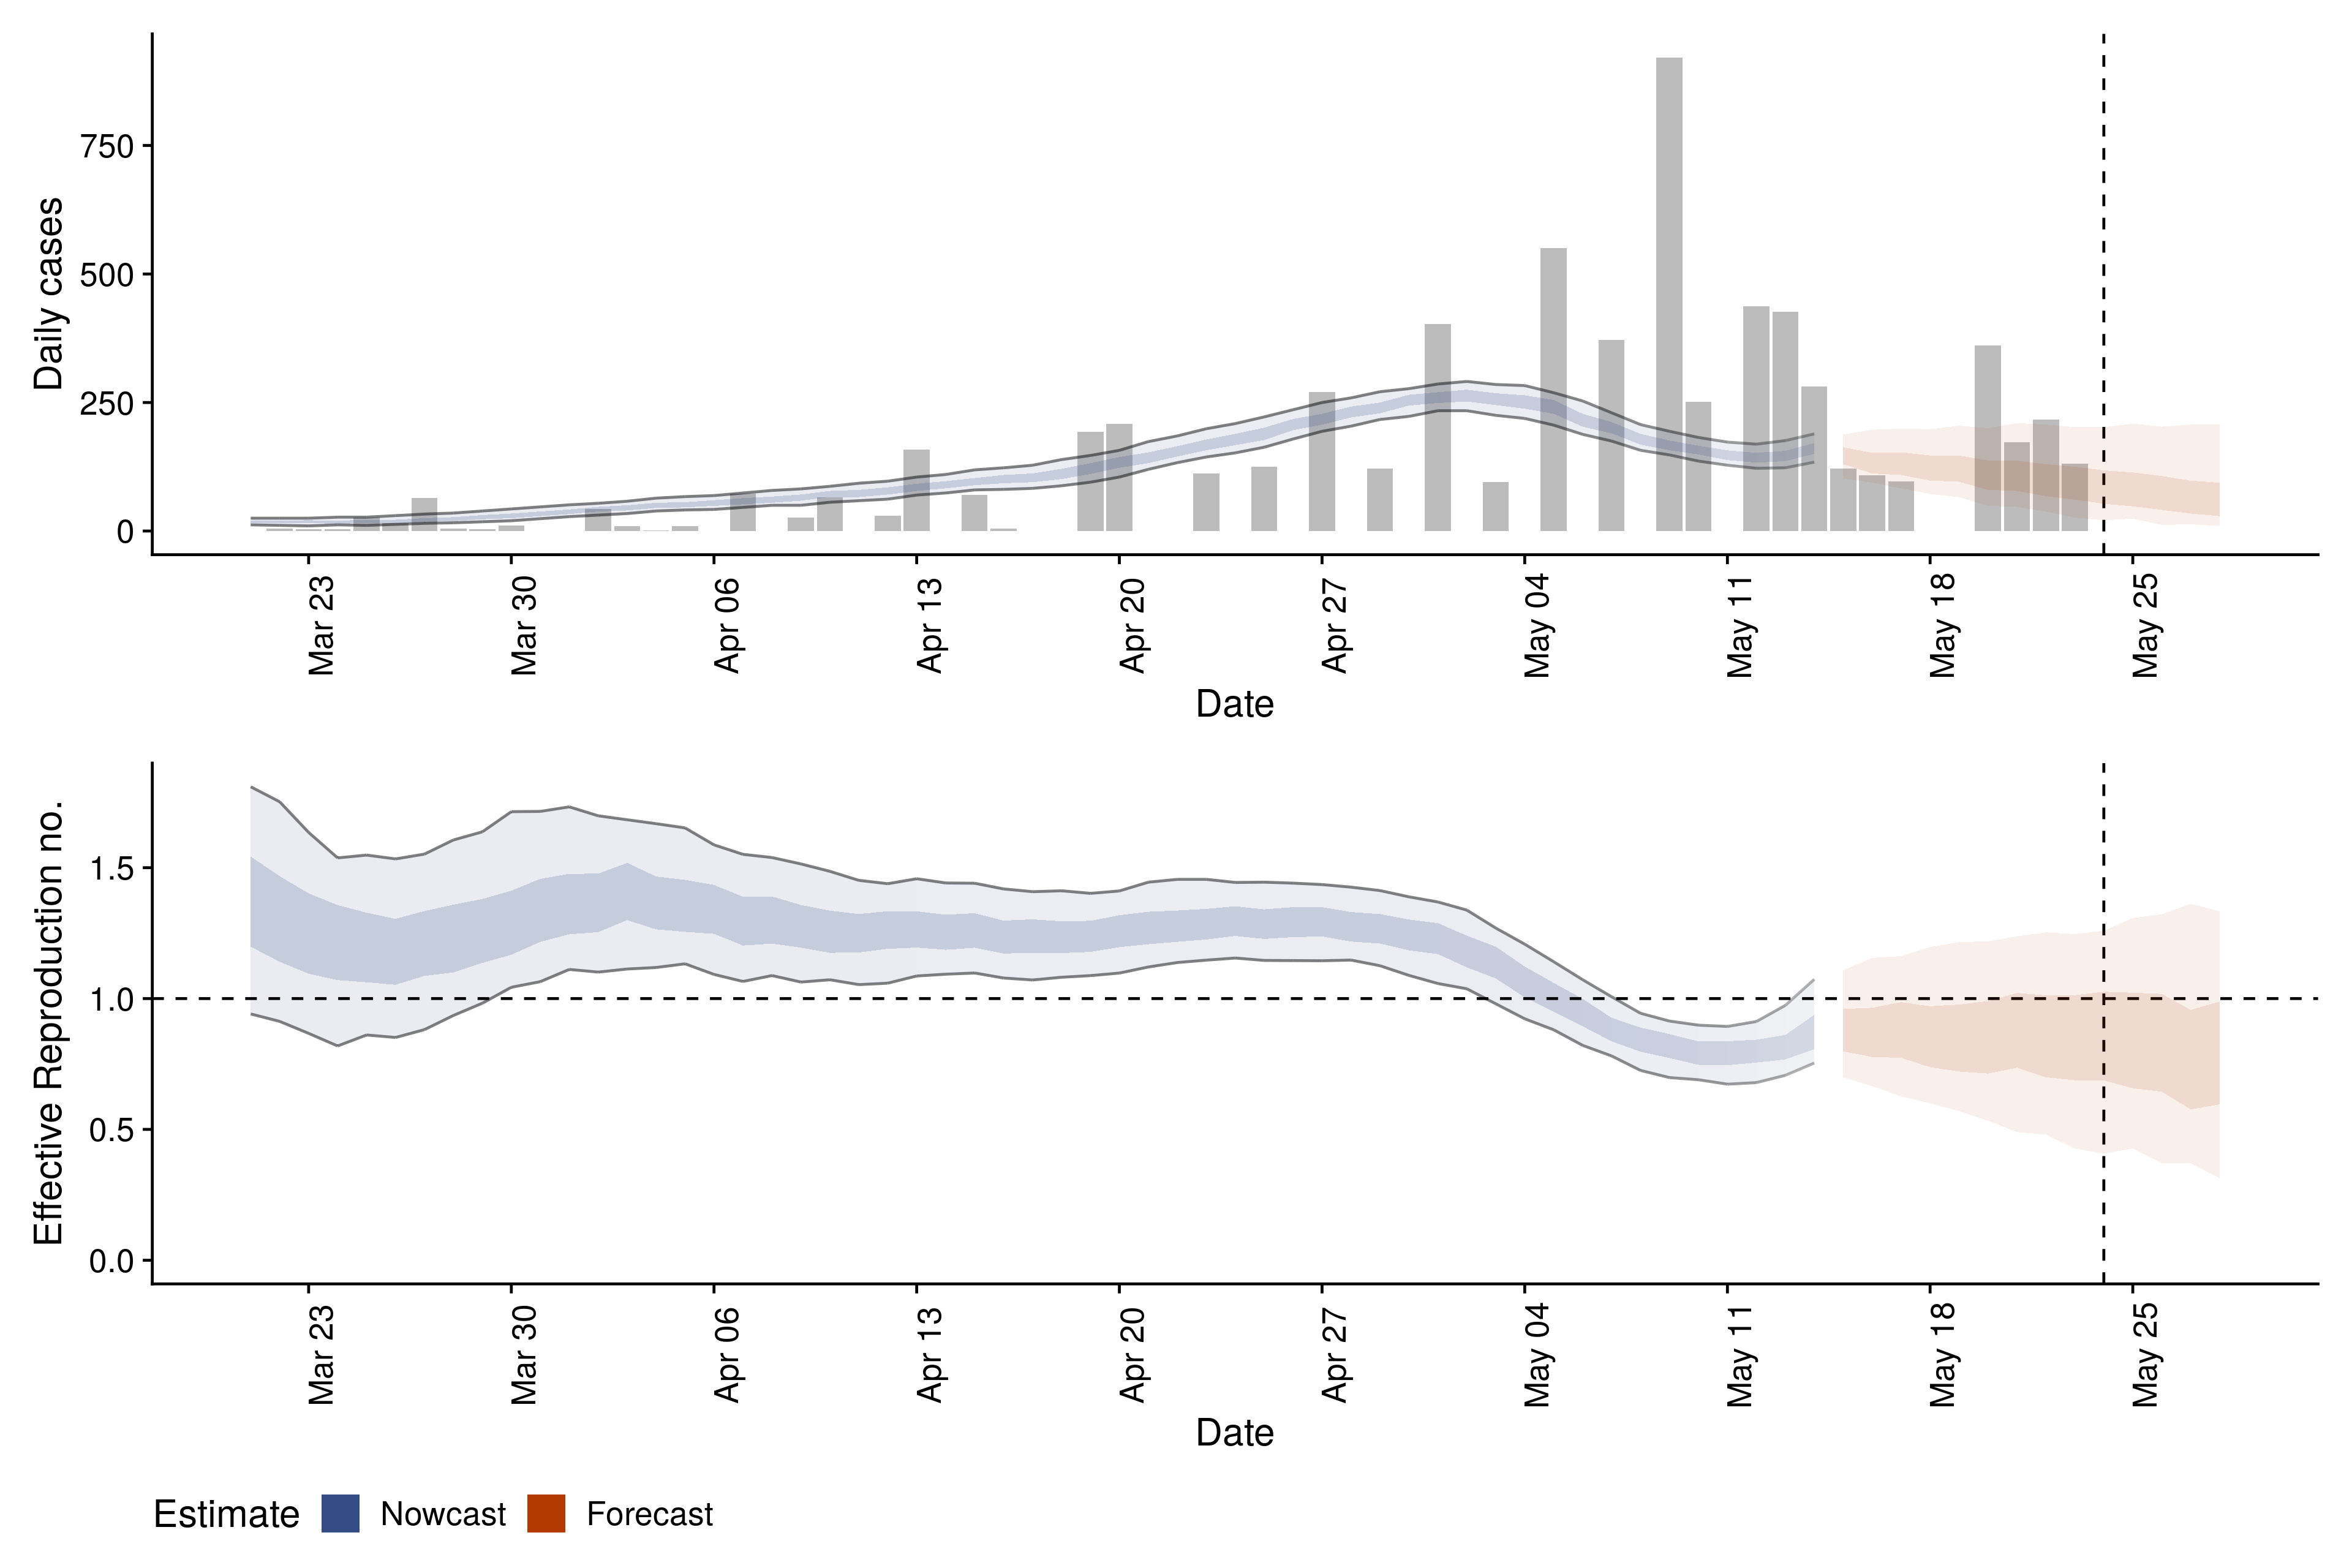 Daily cases
750
500
250
0
Mar 23
Mar 30
Apr 06
Apr 13
Apr 20
Apr 27
May 04
May 11
May 18
May 25
Date
Effective Reproduction no.
1.5
1.0
0.5
0.0
Mar 23
Mar 30
Apr 06
Apr 13
Apr 20
Apr 27
May 04
May 11
May 18
May 25
Date
Estimate Nowcast Forecast